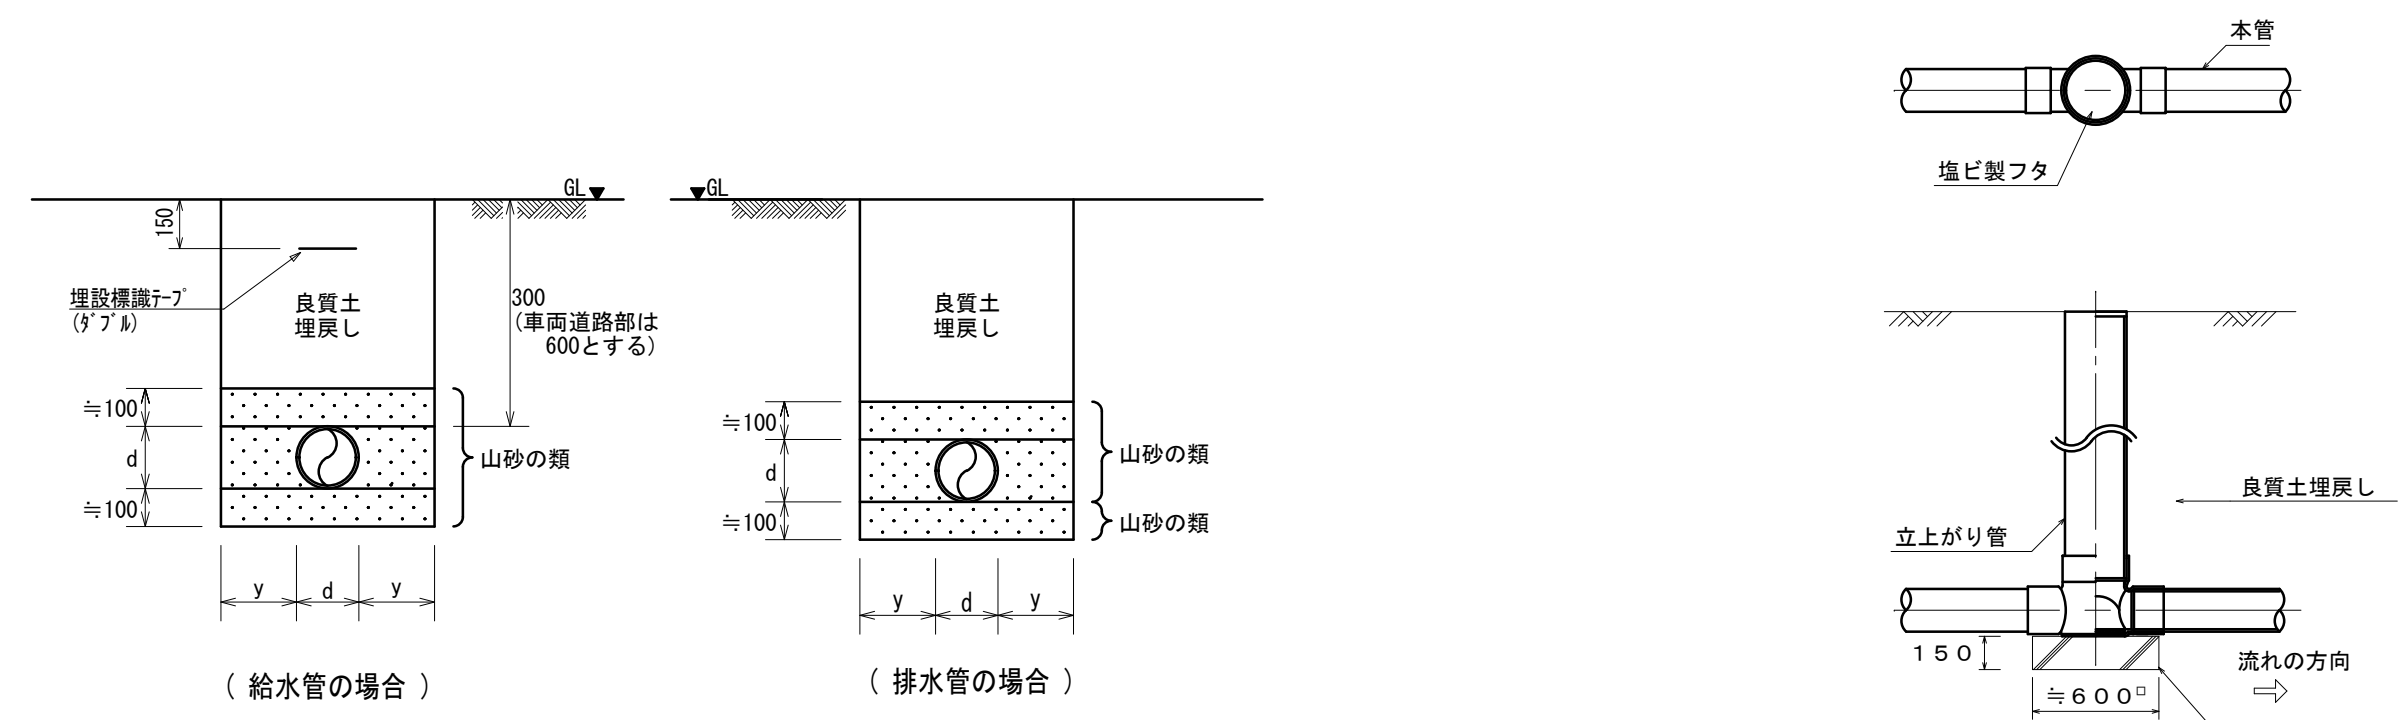 GL
150
埋設標識ﾃｰﾌﾟ
(ﾀﾞﾌﾞﾙ)
良質土
埋戻し
300
(車両道路部は
600とする)
≒100
d
≒100
山砂の類
y
d
y
( 給水管の場合 )
GL
良質土
埋戻し
≒100
d
≒100
山砂の類
山砂の類
y
d
y
( 排水管の場合 )
本管
塩ビ製フタ
良質土埋戻し
立上がり管
150
≒600□
流れの方向